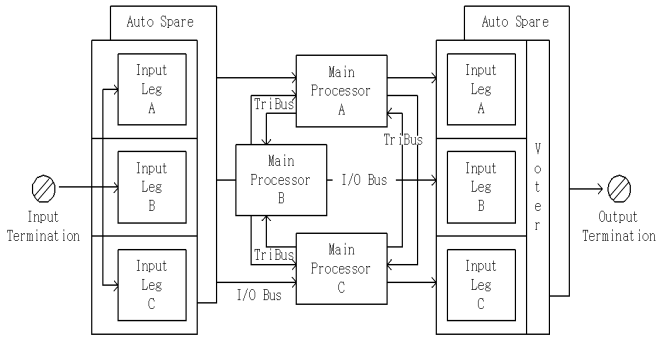 Auto Spare
Auto Spare
Input
Leg
A
Main
Processor
A
Input
Leg
A
TriBus
TriBus
Input
Leg
B
Main
Processor
B
I/O Bus
Input
Leg
B
Voter
Input
Termination
Output
Termination
TriBus
Input
Leg
C
Main
Processor
C
Input
Leg
C
I/O Bus